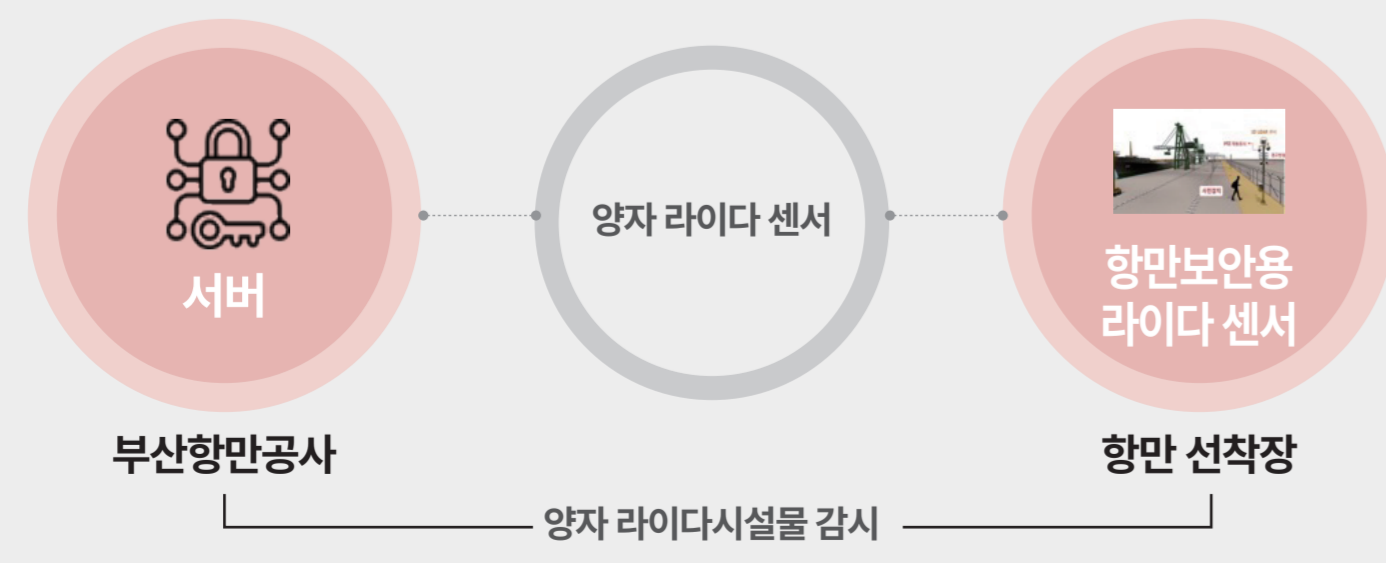 서버
양자 라이다 센서
항만보안용
라이다 센서
부산항만공사
항만 선착장
양자 라이다시설물 감시